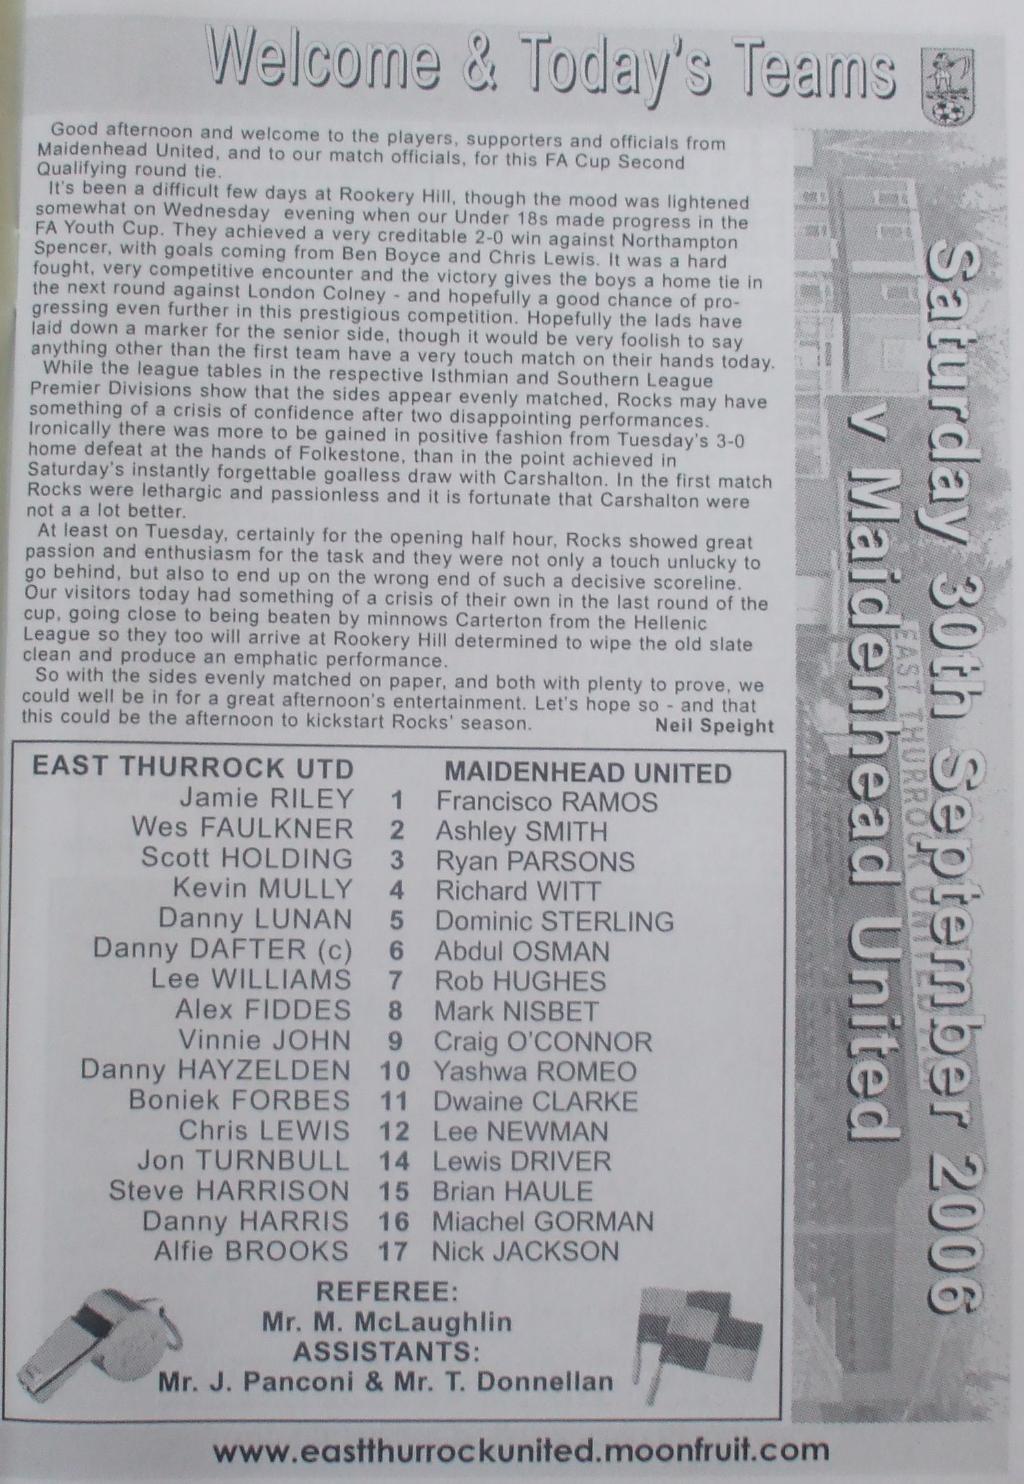 Welcome & Today's Teams
Good afternoon and welcome to the players, supporters and officials from
Maidenhead United, and to our match officials, for this FA Cup Second
Qualifying round tie.
It's been a difficult few days at Rookery Hill, though the mood was lightened
somewhat on Wednesday evening when our Under 18s made progress in the
FA Youth Cup. They achieved a very creditable 2-0 win against Northampton
Spencer, with goals coming from Ben Boyce and Chris Lewis. It was a hard
fought, very competitive encounter and the victory gives the boys a home tie in
the next round against London Colney - and hopefully a good chance of pro-
gressing even further in this prestigious competition. Hopefully the lads have
laid down a marker for the senior side, though it would be very foolish to say
anything other than the first team have a very touch match on their hands today.
While the league tables in the respective Isthmian and Southern League
Premier Divisions show that the sides appear evenly matched, Rocks may have
something of a crisis of confidence after two disappointing performances.
Ironically there was more to be gained in positive fashion from Tuesday's 3-0
home defeat at the hands of Folkestone, than in the point achieved in
Saturday's instantly forgettable goalless draw with Carshalton. In the first match
Rocks were lethargic and passionless and it is fortunate that Carshalton were
not a a lot better.
At least on Tuesday, certainly for the opening half hour, Rocks showed great
passion and enthusiasm for the task and they were not only a touch unlucky to
go behind, but also to end up on the wrong end of such a decisive scoreline.
Our visitors today had something of a crisis of their own in the last round of the
cup, going close to being beaten by minnows Carterton from the Hellenic
League so they too will arrive at Rookery Hill determined to wipe the old slate
clean and produce an emphatic performance.
So with the sides evenly matched on paper, and both with plenty to prove, we
could well be in for a great afternoon's entertainment. Let's hope so - and that
this could be the afternoon to kickstart Rocks' season. Neil Speight
EAST THURROCK UTD MAIDENHEAD UNITED
Jamie RILEY 1 Francisco RAMOS
Wes FAULKNER 2 Ashley SMITH
Scott HOLDING 3 Ryan PARSONS
Kevin MULLY 4 Richard WITT
Danny LUNAN 5 Dominic STERLING
Danny DAFTER (c) 6 Abdul OSMAN
Lee WILLIAMS 7 Rob HUGHES
Alex FIDDES 8 Mark NISBET
Vinnie JOHN 9 Craig O'CONNOR
Danny HAYZELDEN 10 Yashwa ROMEO
Boniek FORBES 11 Dwaine CLARKE
Chris LEWIS 12 Lee NEWMAN
Jon TURNBULL 14 Lewis DRIVER
Steve HARRISON 15 Brian HAULE
Danny HARRIS 16 Miachel GORMAN
Alfie BROOKS 17 Nick JACKSON
REFEREE:
Mr. M. McLaughlin
ASSISTANTS:
Mr. J. Panconi & Mr. T. Donnellan
www.eastthurrockunited.moonfruit.com
Saturday 30th September 2006
v Maidenhead United
EAST THURROCK UNITED